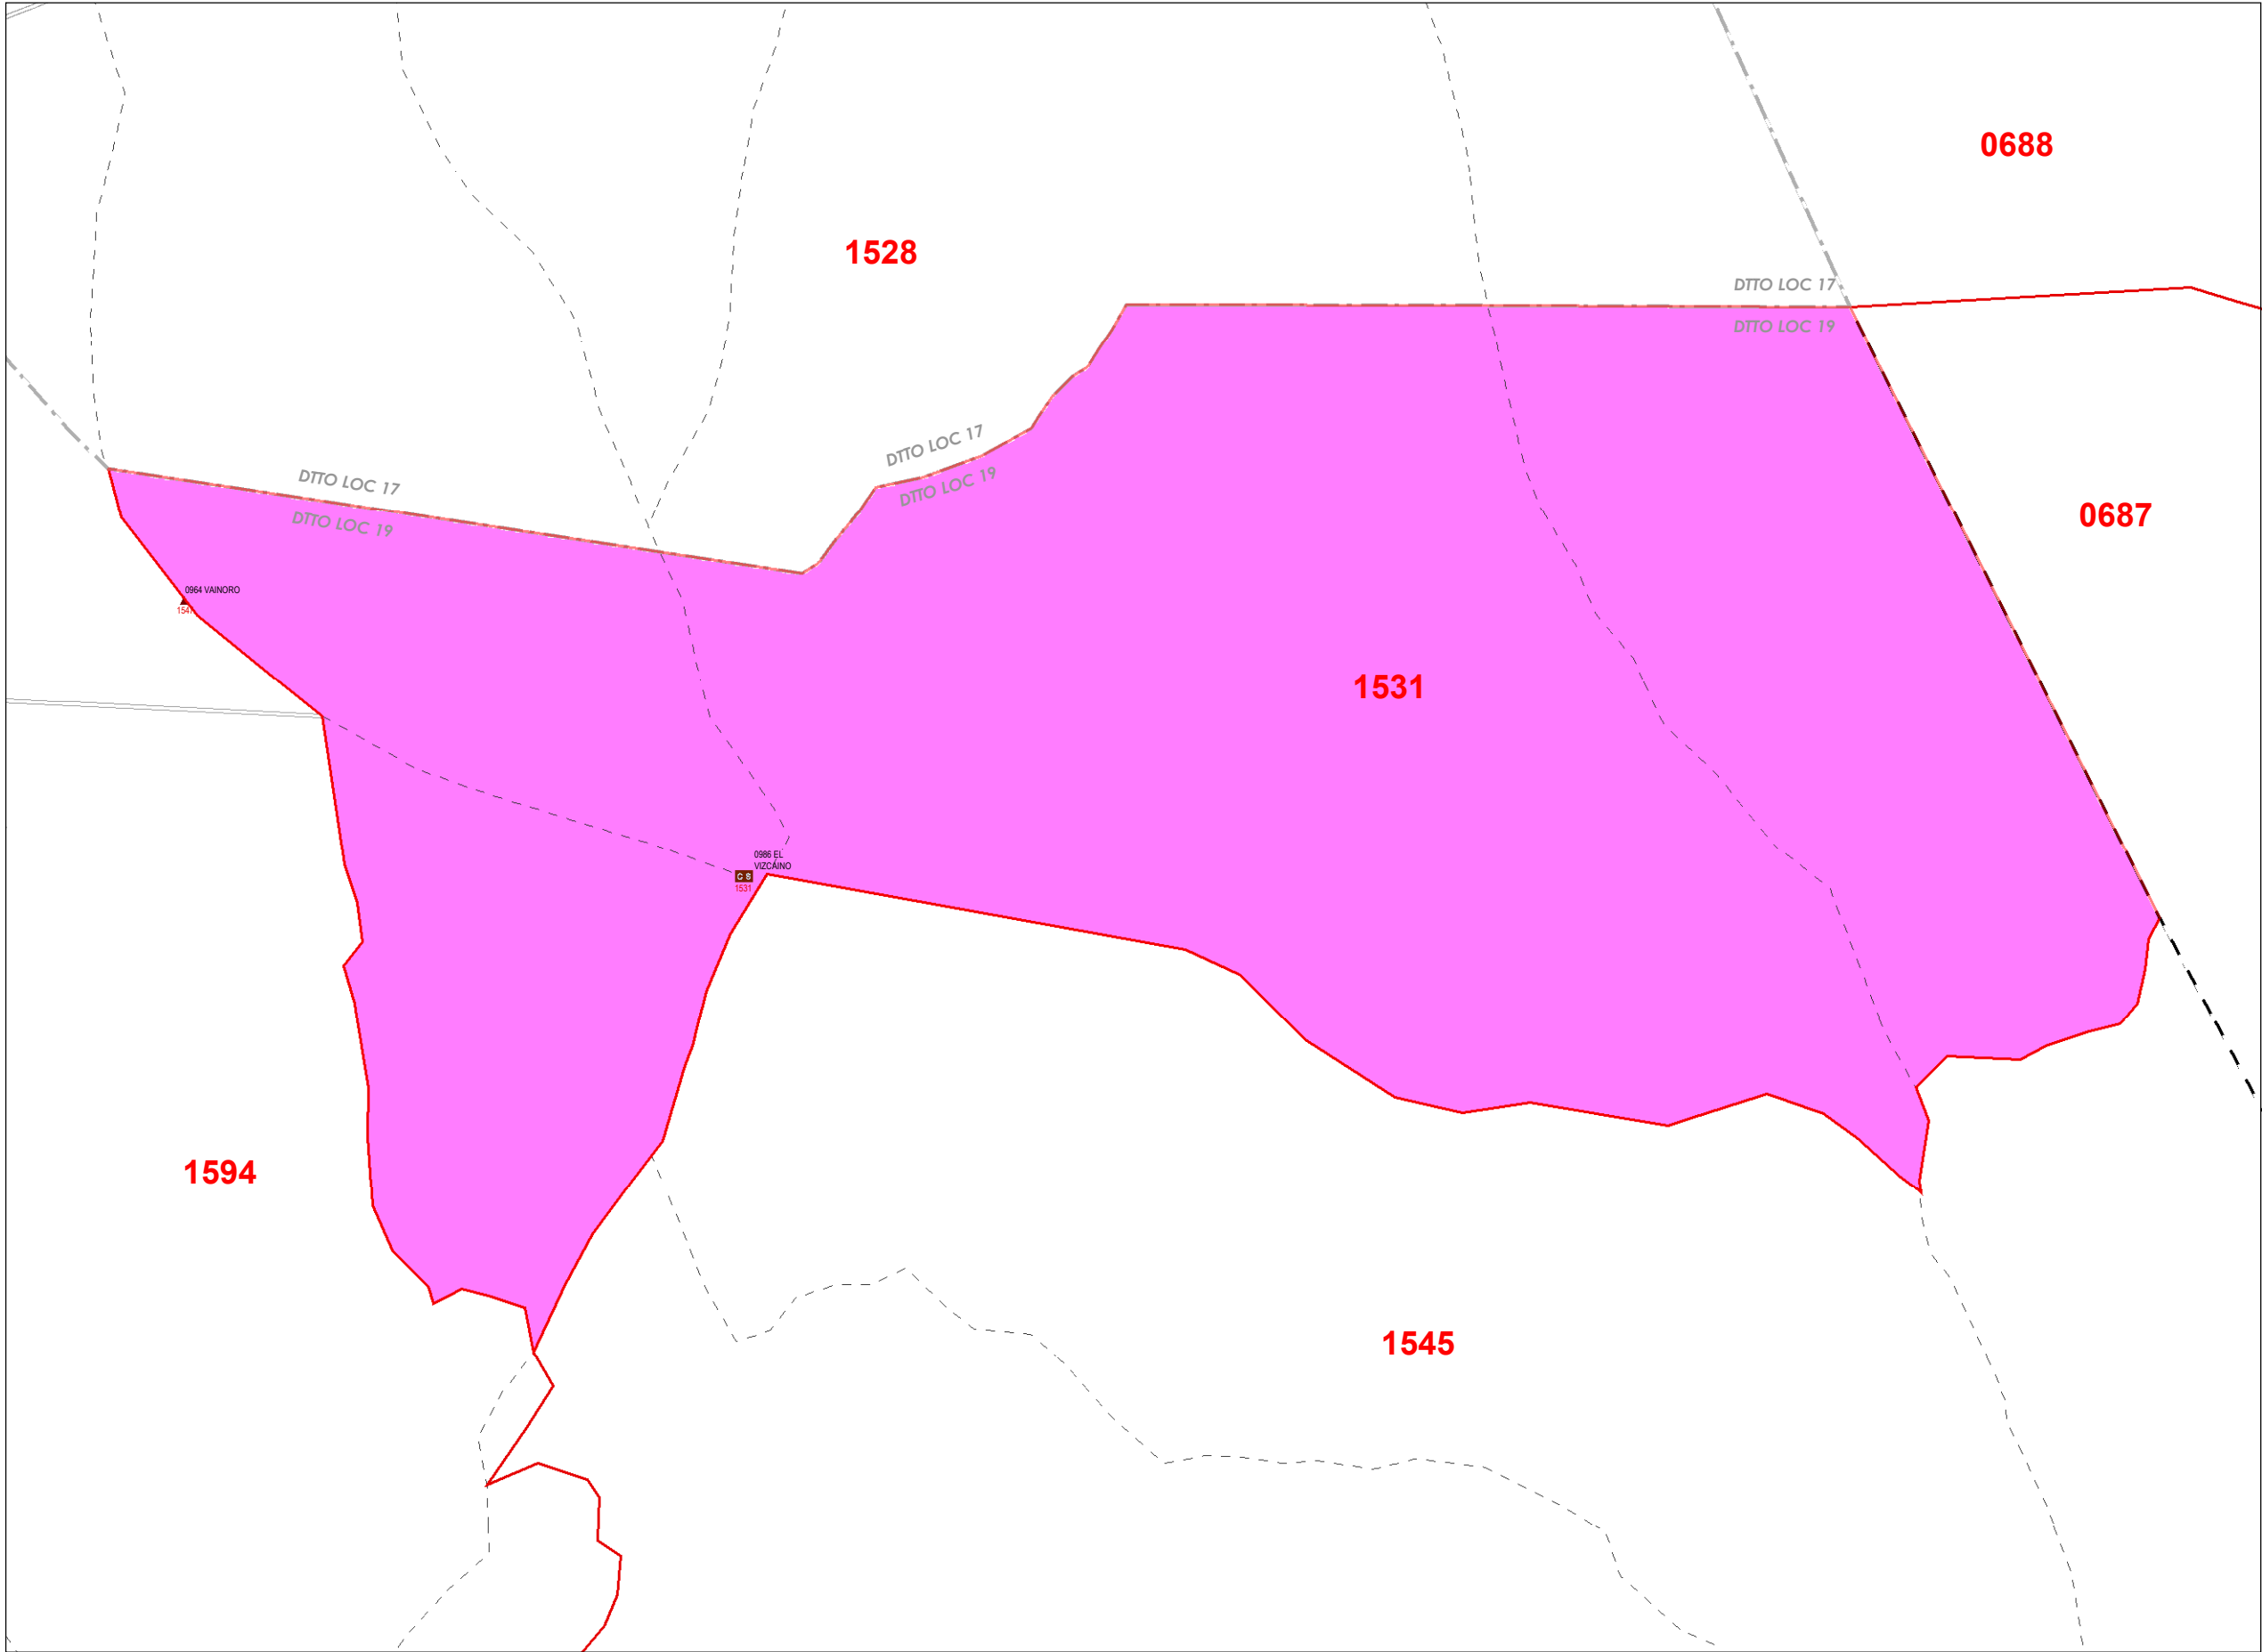 0688
1528
DTTO LOC 17
DTTO LOC 19
DTTO LOC 17
DTTO LOC 19
DTTO LOC 17
DTTO LOC 19
0687
0964 VAINORO
1531
0986 EL
VIZCAINO
C S
1531
1594
1545